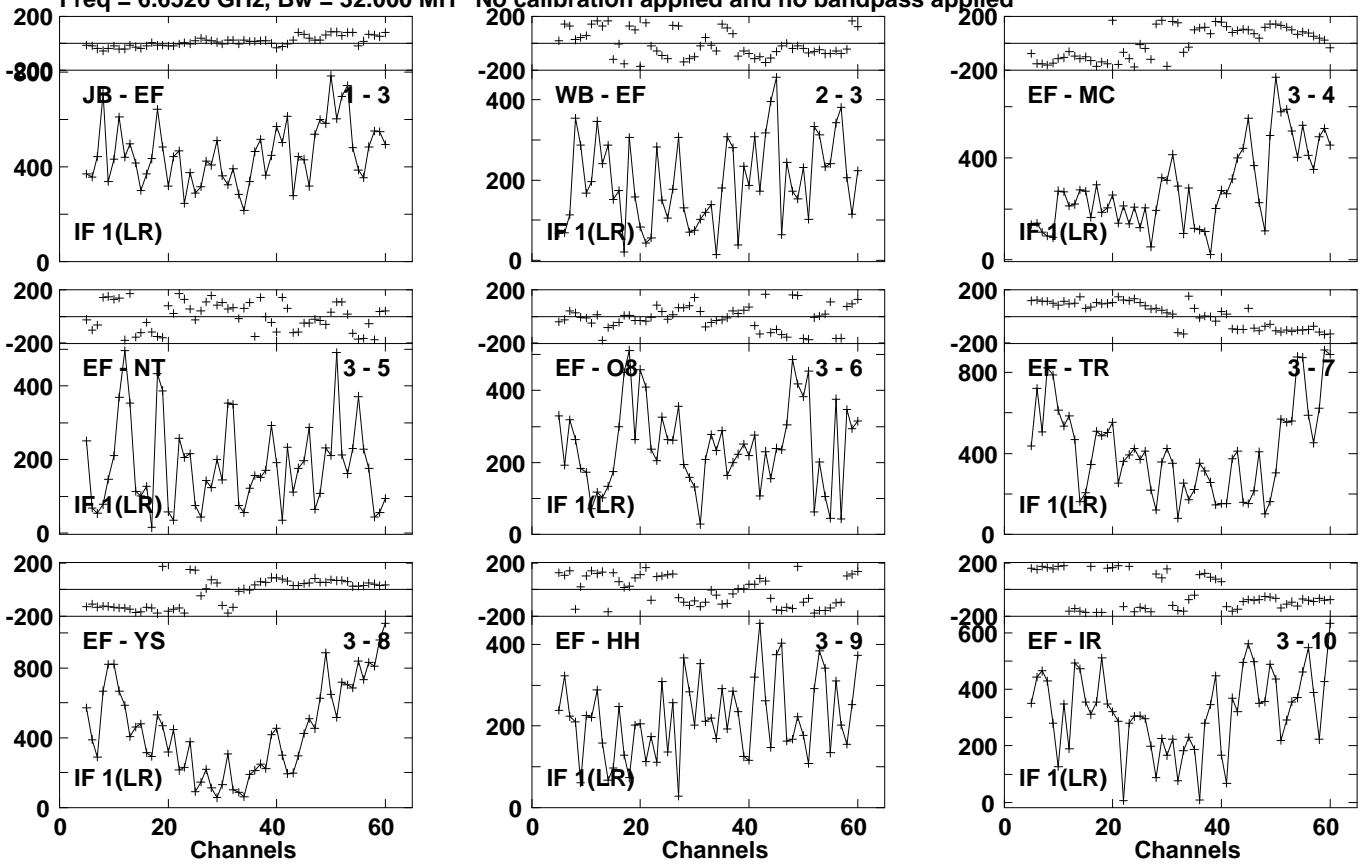 Freq = 6.6526 GHz, Bw = 32.000 MH No calibration applied and no bandpass applied
200 200 200
-200 -200 -200
800
JB - EF 1 - 3 WB - EF 2 - 3 EF - MC 3 - 4
400 400 400
200
IF 1(LR) IF 1(LR) IF 1(LR)
0 0 0
200 200 200
-200 -200 -200
EF - NT 3 - 5 EF - O8 3 - 6 EF - TR 3 - 7
400 400 800
200 200 400
IF 1(LR) IF 1(LR) IF 1(LR)
0 0 0
200 200 200
-200 -200 -200
EF - YS 3 - 8 EF - HH 3 - 9 EF - IR 3 - 10
800 400 600
400 200 400
200
IF 1(LR) IF 1(LR) IF 1(LR)
0 0 0
0 20 40 60 0 20 40 60 0 20 40 60
Channels Channels Channels